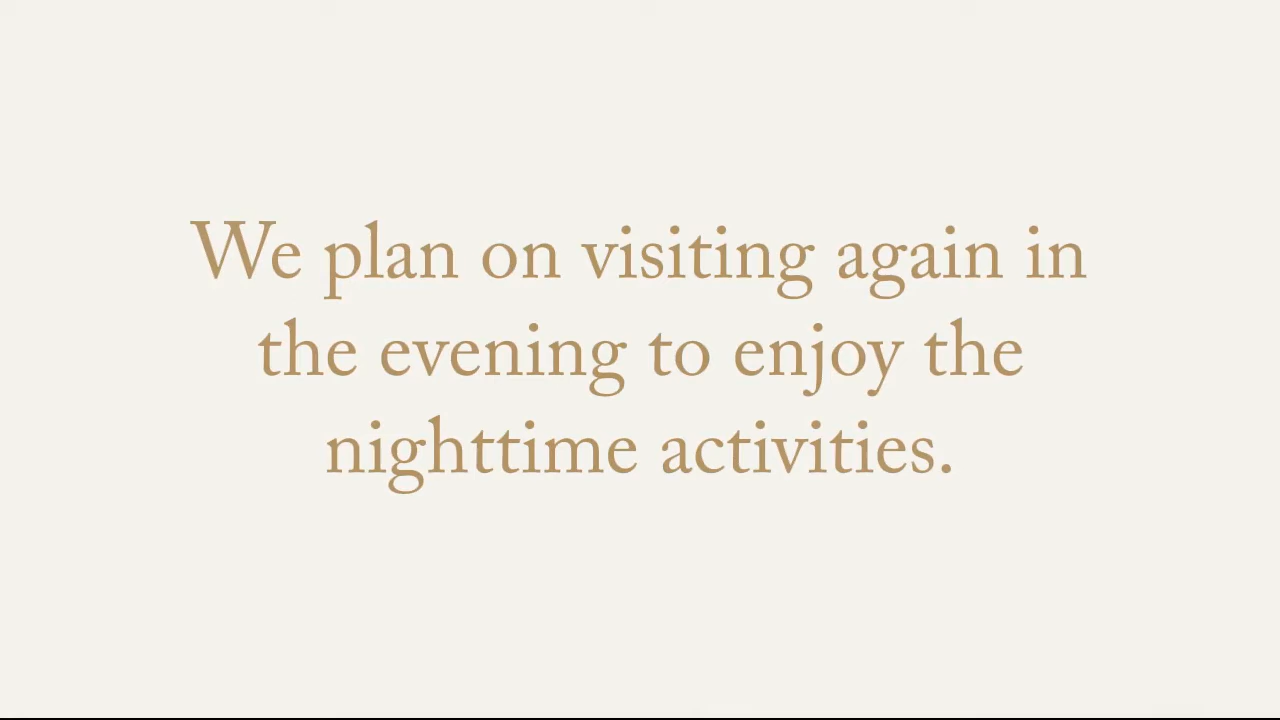 We plan on visiting again in
the evening to enjoy the
nighttime activities.